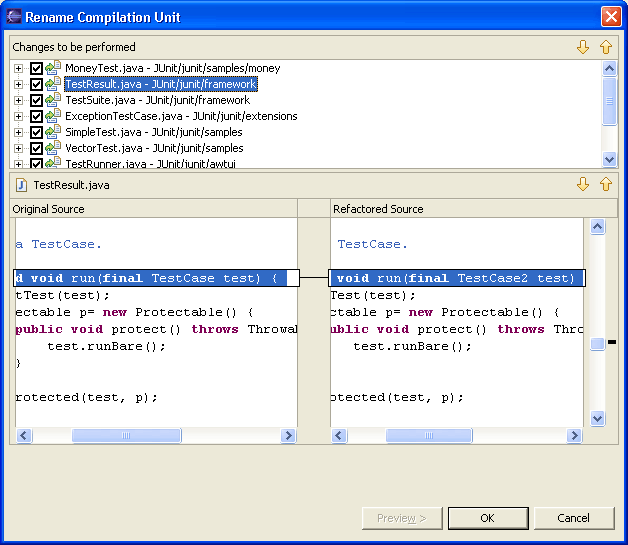 Rename Compilation Unit
Changes to be performed
MoneyTest.java - JUnit/junit/samples/money
TestResult.java - JUnit/junit/framework
TestSuite.java - JUnit/junit/framework
ExceptionTestCase.java - JUnit/junit/extensions
SimpleTest.java - JUnit/junit/samples
VectorTest.java - JUnit/junit/samples
TestRunner.java - JUnit/junit/awtui
TestResult.java
Original Source
Refactored Source
a TestCase.
d void run(final TestCase test) {
tTest(test);
ectable p= new Protectable() {
public void protect() throws Throwa
test.runBare();
}
rotected(test, p);
TestCase.
void run(final TestCase2 test)
Test(test);
ctable p= new Protectable() {
ublic void protect() throws Thro
test.runBare();
otected(test, p);
Preview >
OK
Cancel